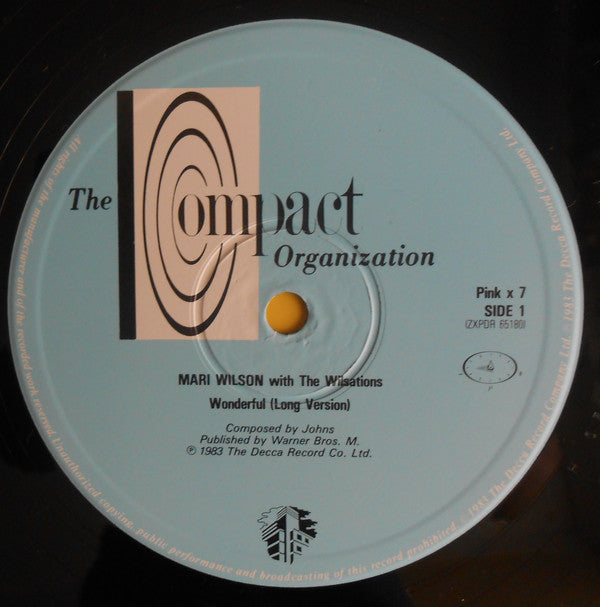 The Compact
Organization
Pink x 7
SIDE 1
(ZXPDR 65180)
MARI WILSON with The Wilsations
Wonderful (Long Version)
Composed by Johns
Published by Warner Bros. M.
℗ 1983 The Decca Record Co. Ltd.
All rights of the manufacturer and of the recorded work reserved. Unauthorized copying, public performance and broadcasting of this record prohibited · 1983 The Decca Record Company Ltd. · 1983 The Decca Record Company Ltd.